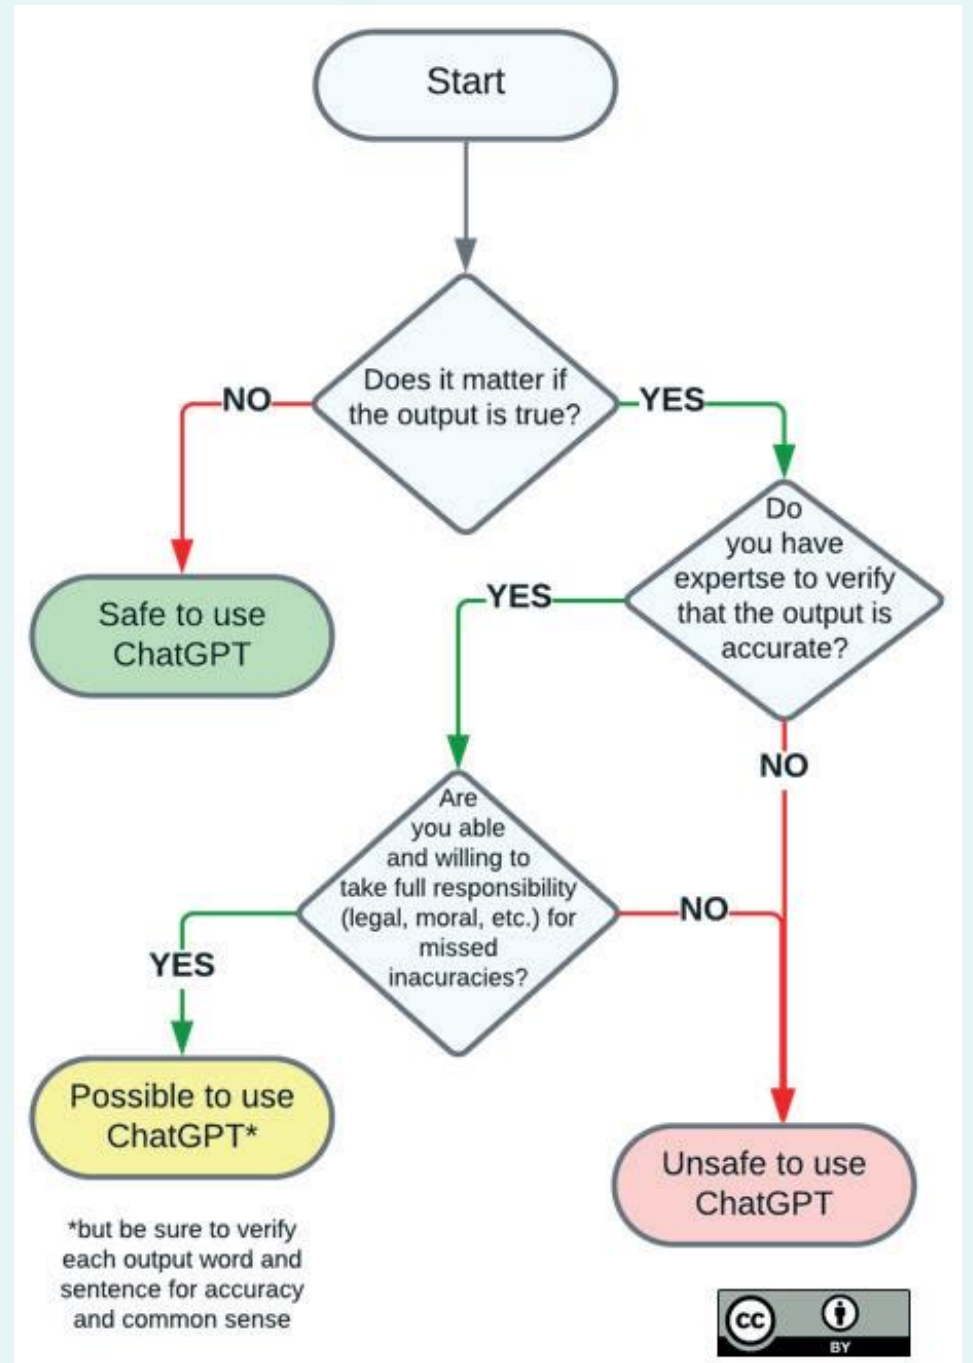 Start
Does it matter if
the output is true?
NO
YES
Do
you have
expertse to verify
that the output is
accurate?
Safe to use
ChatGPT
YES
NO
Are
you able
and willing to
take full responsibility
(legal, moral, etc.) for
missed
inacuracies?
NO
YES
Possible to use
ChatGPT*
Unsafe to use
ChatGPT
*but be sure to verify
each output word and
sentence for accuracy
and common sense
cc
BY